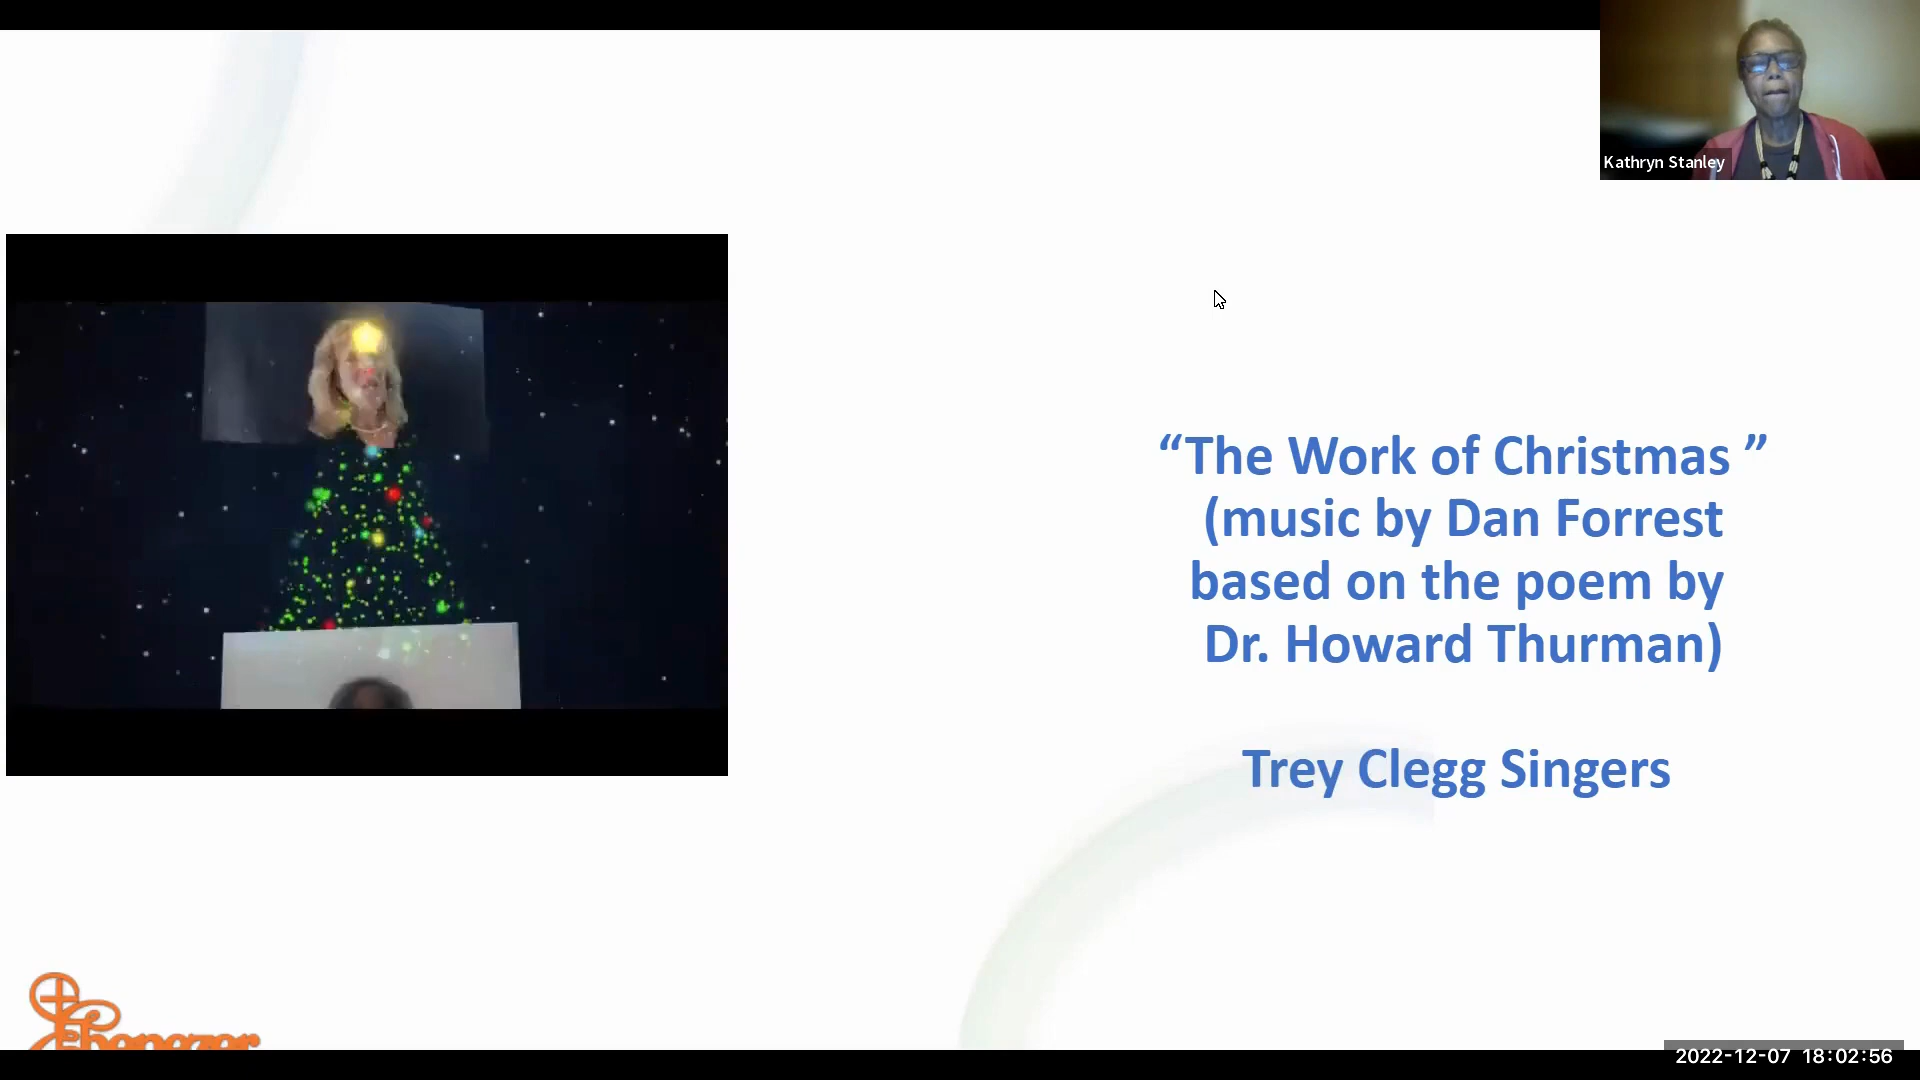 Kathryn Stanley
“The Work of Christmas ”
(music by Dan Forrest
based on the poem by
Dr. Howard Thurman)
Trey Clegg Singers
Ebenezer
2022-12-07 18:02:56